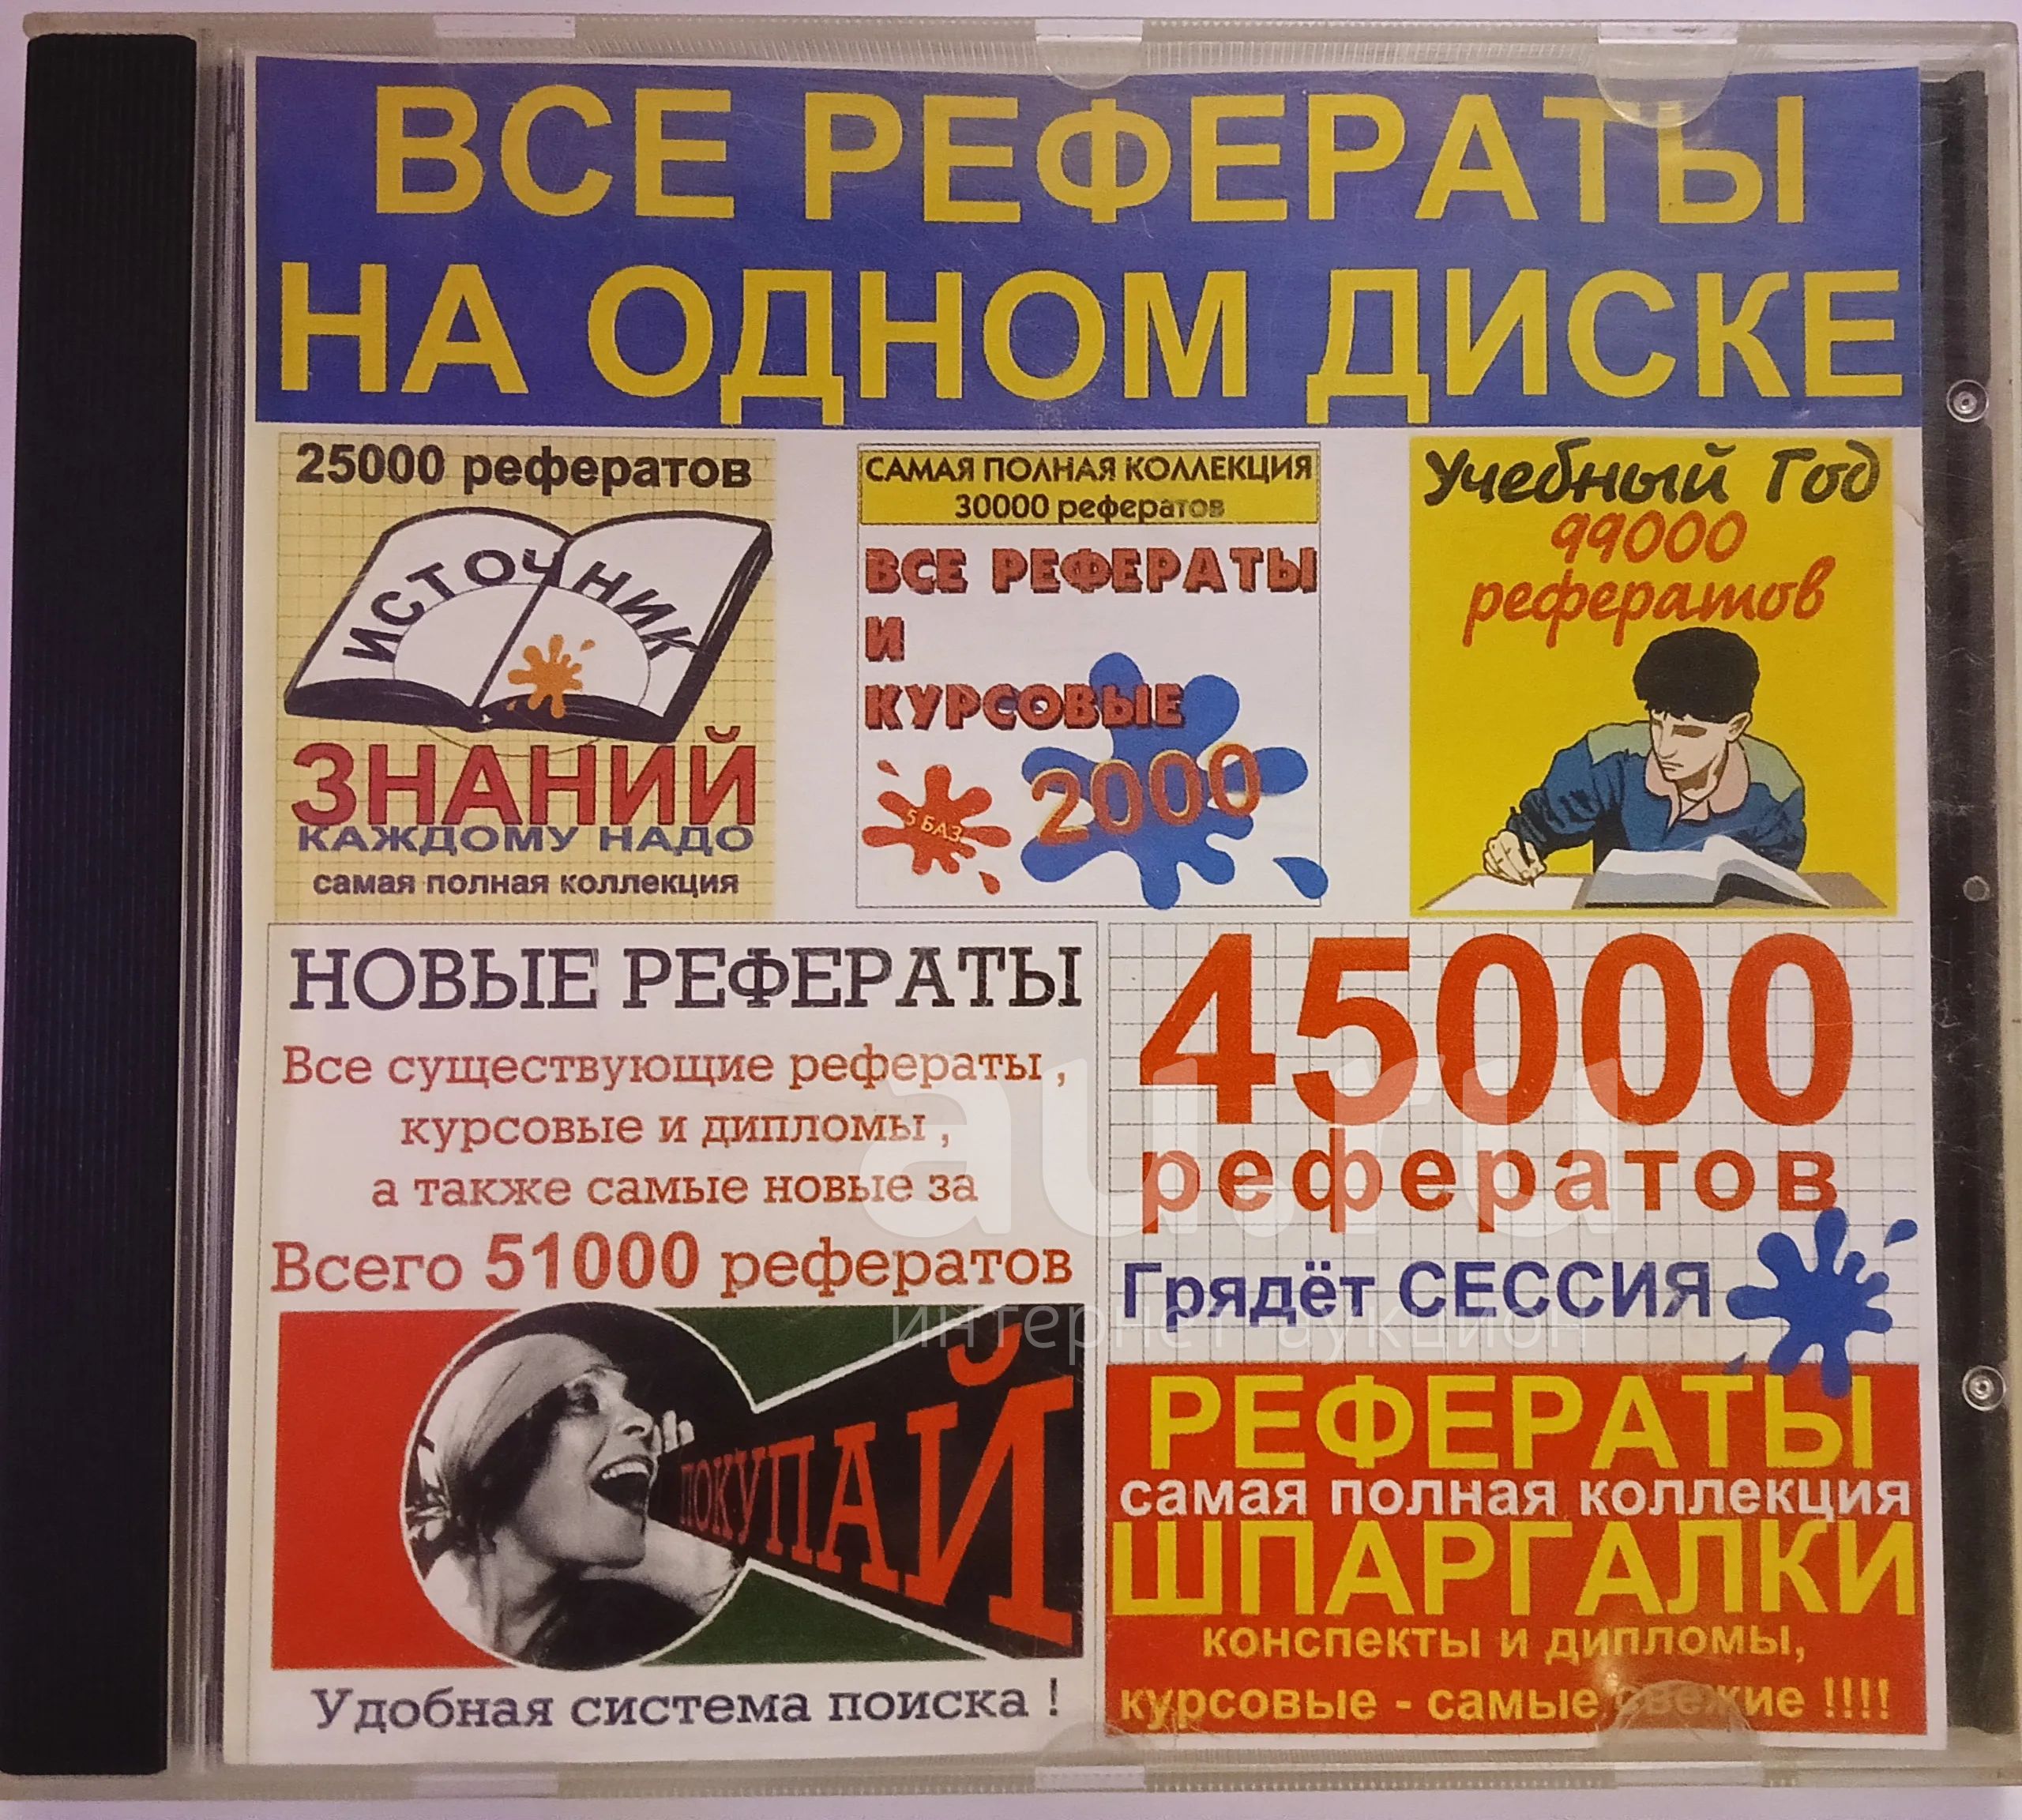 ВСЕ РЕФЕРАТЫ
НА ОДНОМ ДИСКЕ
25000 рефератов
ИСТОЧНИК
ЗНАНИЙ
КАЖДОМУ НАДО
самая полная коллекция
САМАЯ ПОЛНАЯ КОЛЛЕКЦИЯ
30000 рефератов
ВСЕ РЕФЕРАТЫ
И
КУРСОВЫЕ
5 БАЗ
2000
Учебный Год
99000
рефератов
НОВЫЕ РЕФЕРАТЫ
Все существующие рефераты ,
курсовые и дипломы ,
а также самые новые за
Всего 51000 рефератов
ПОКУПАЙ
Удобная система поиска !
45000
рефератов
Грядёт СЕССИЯ
РЕФЕРАТЫ
самая полная коллекция
ШПАРГАЛКИ
конспекты и дипломы,
курсовые - самые свежие !!!!
au.ru
интернет-аукцион